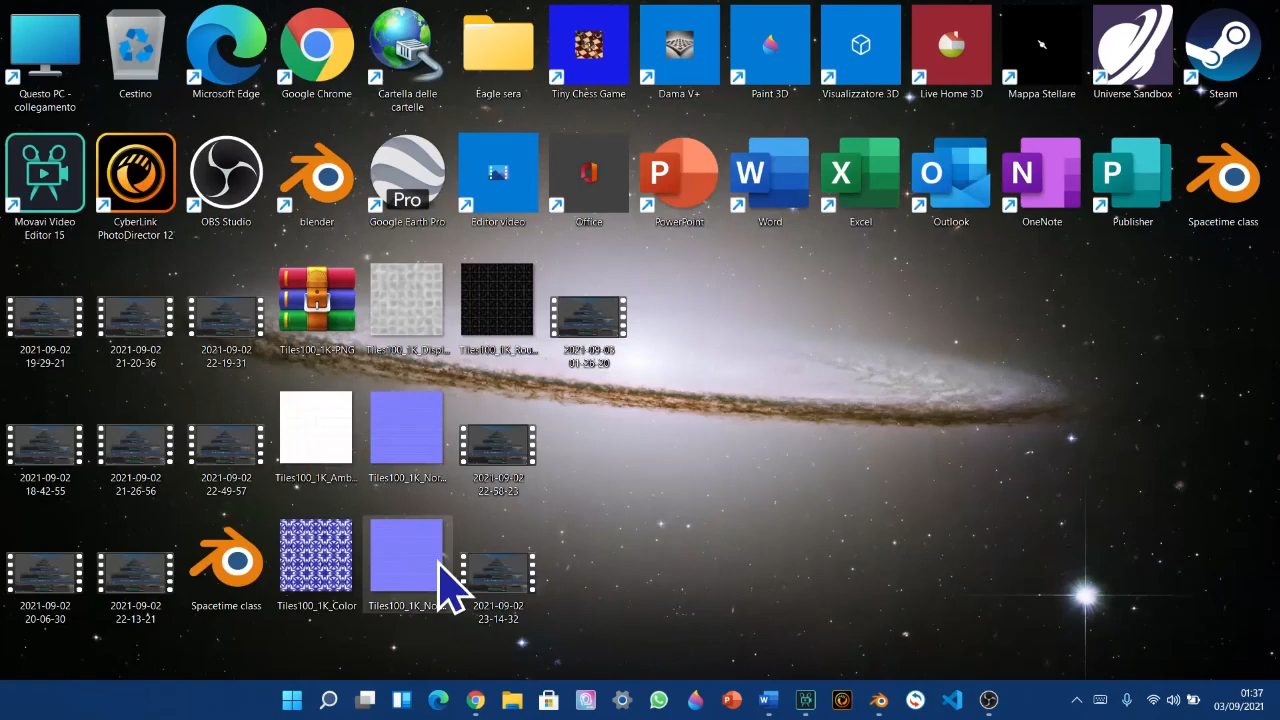 Questo PC -
collegamento
Cestino
Microsoft Edge
Google Chrome
Cartella delle
cartelle
Eagle sera
Tiny Chess Game
Dama V+
Paint 3D
Visualizzatore 3D
Live Home 3D
Mappa Stellare
Universe Sandbox
Steam
Movavi Video
Editor 15
CyberLink
PhotoDirector 12
OBS Studio
blender
Pro
Google Earth Pro
Editor video
Office
P
PowerPoint
W
Word
X
Excel
O
Outlook
N
OneNote
P
Publisher
Spacetime class
2021-09-02
19-29-21
2021-09-02
21-20-36
2021-09-02
22-19-31
Tiles100_1K-PNG
Tiles100_1K_Displ...
Tiles100_1K_Rou...
2021-09-03
01-26-20
2021-09-02
18-42-55
2021-09-02
21-26-56
2021-09-02
22-49-57
Tiles100_1K_Amb...
Tiles100_1K_Nor...
2021-09-02
22-58-23
2021-09-02
20-06-30
2021-09-02
22-13-21
Spacetime class
Tiles100_1K_Color
2021-09-02
23-14-32
01:37
03/09/2021